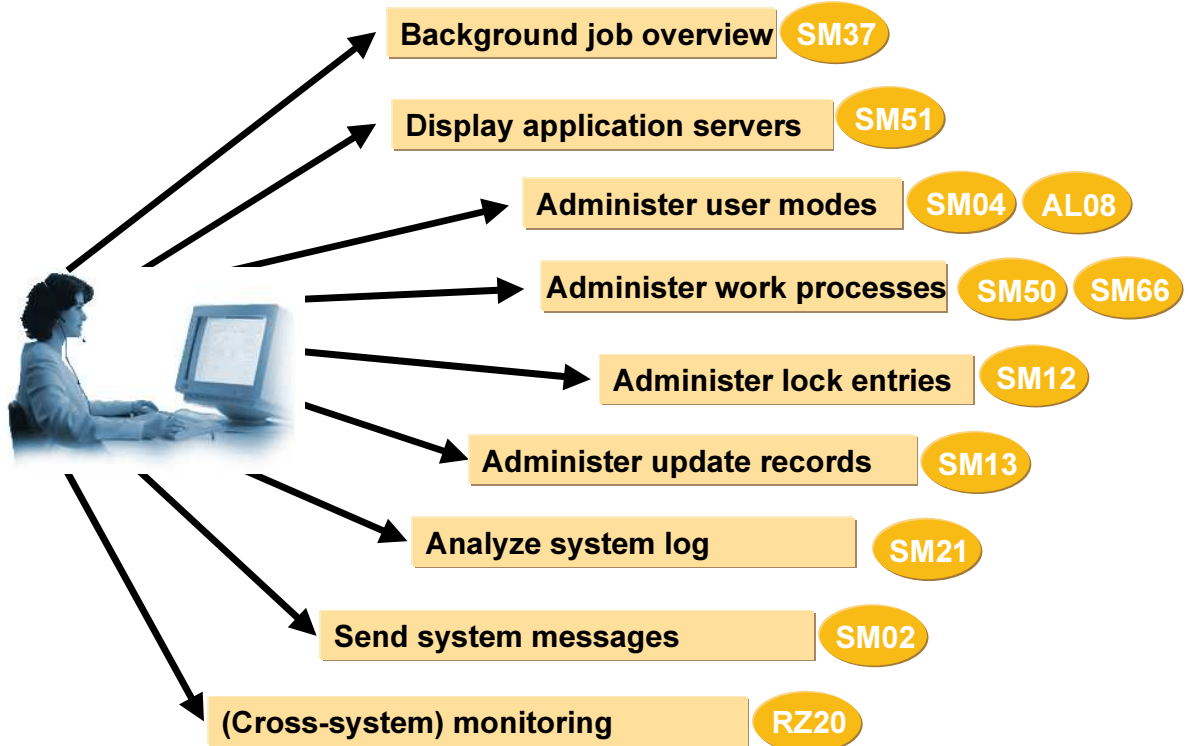 Background job overview SM37
Display application servers SM51
Administer user modes SM04 AL08
Administer work processes SM50 SM66
Administer lock entries SM12
Administer update records SM13
Analyze system log SM21
Send system messages SM02
(Cross-system) monitoring RZ20